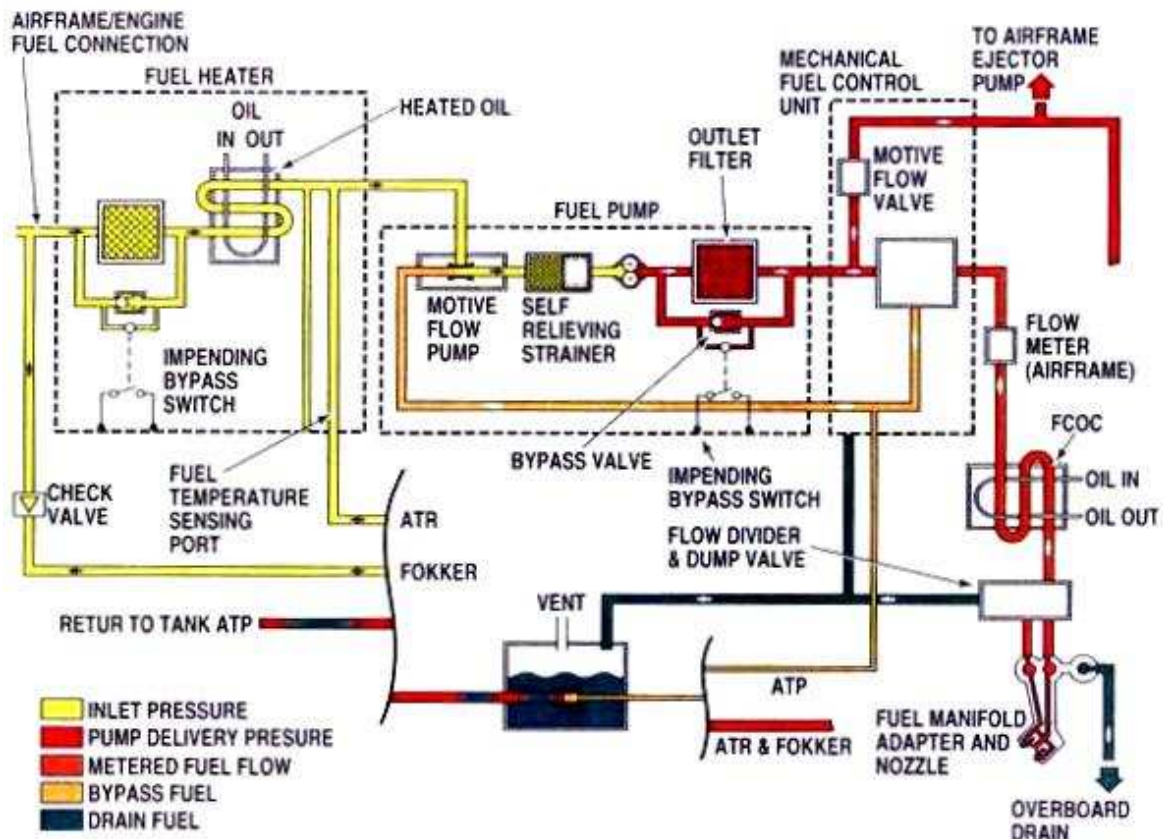 AIRFRAME/ENGINE
FUEL CONNECTION
FUEL HEATER
OIL
IN OUT
HEATED OIL
MECHANICAL
FUEL CONTROL
UNIT
TO AIRFRAME
EJECTOR
PUMP
OUTLET
FILTER
MOTIVE
FLOW
VALVE
FUEL PUMP
MOTIVE
FLOW
PUMP
SELF
RELIEVING
STRAINER
FLOW
METER
(AIRFRAME)
IMPENDING
BYPASS
SWITCH
BYPASS VALVE
IMPENDING
BYPASS SWITCH
FCOC
OIL IN
OIL OUT
CHECK
VALVE
FUEL
TEMPERATURE
SENSING
PORT
ATR
FOKKER
FLOW DIVIDER
& DUMP VALVE
RETUR TO TANK ATP
VENT
ATP
ATR & FOKKER
FUEL MANIFOLD
ADAPTER AND
NOZZLE
OVERBOARD
DRAIN
INLET PRESSURE
PUMP DELIVERY PRESURE
METERED FUEL FLOW
BYPASS FUEL
DRAIN FUEL